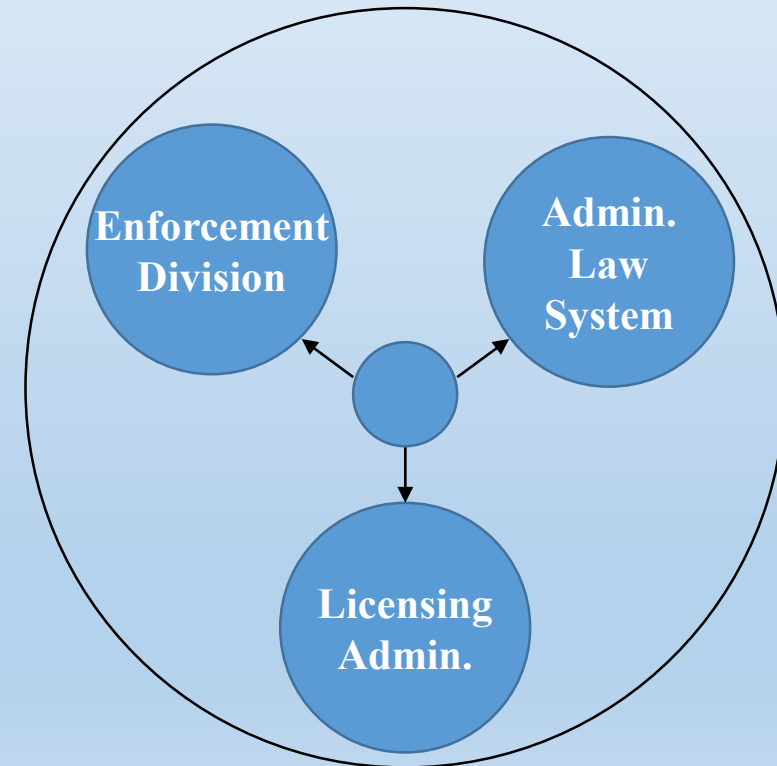 Enforcement
Division
Admin.
Law
System
Licensing
Admin.